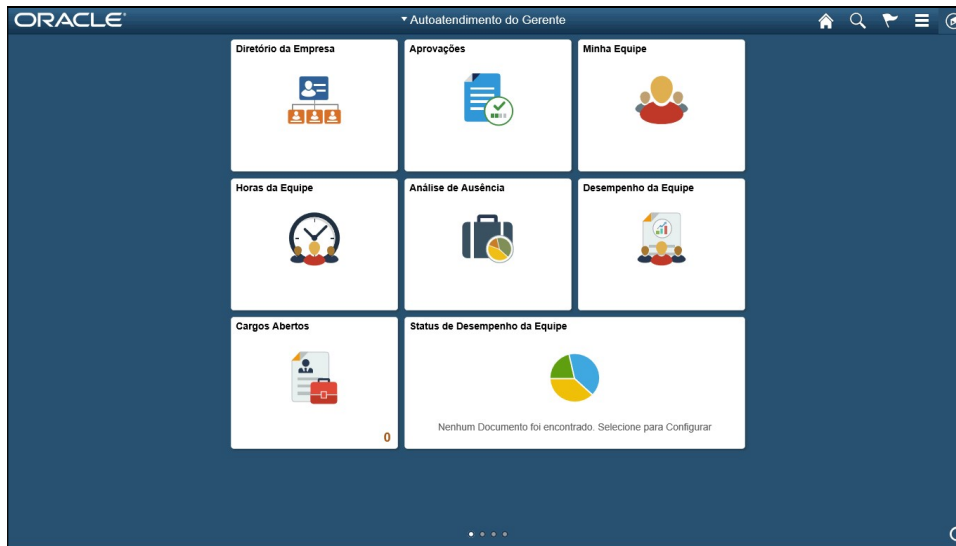 ORACLE
Autoatendimento do Gerente
Diretório da Empresa
Aprovações
Minha Equipe
Horas da Equipe
Análise de Ausência
Desempenho da Equipe
Cargos Abertos
0
Status de Desempenho da Equipe
Nenhum Documento foi encontrado. Selecione para Configurar